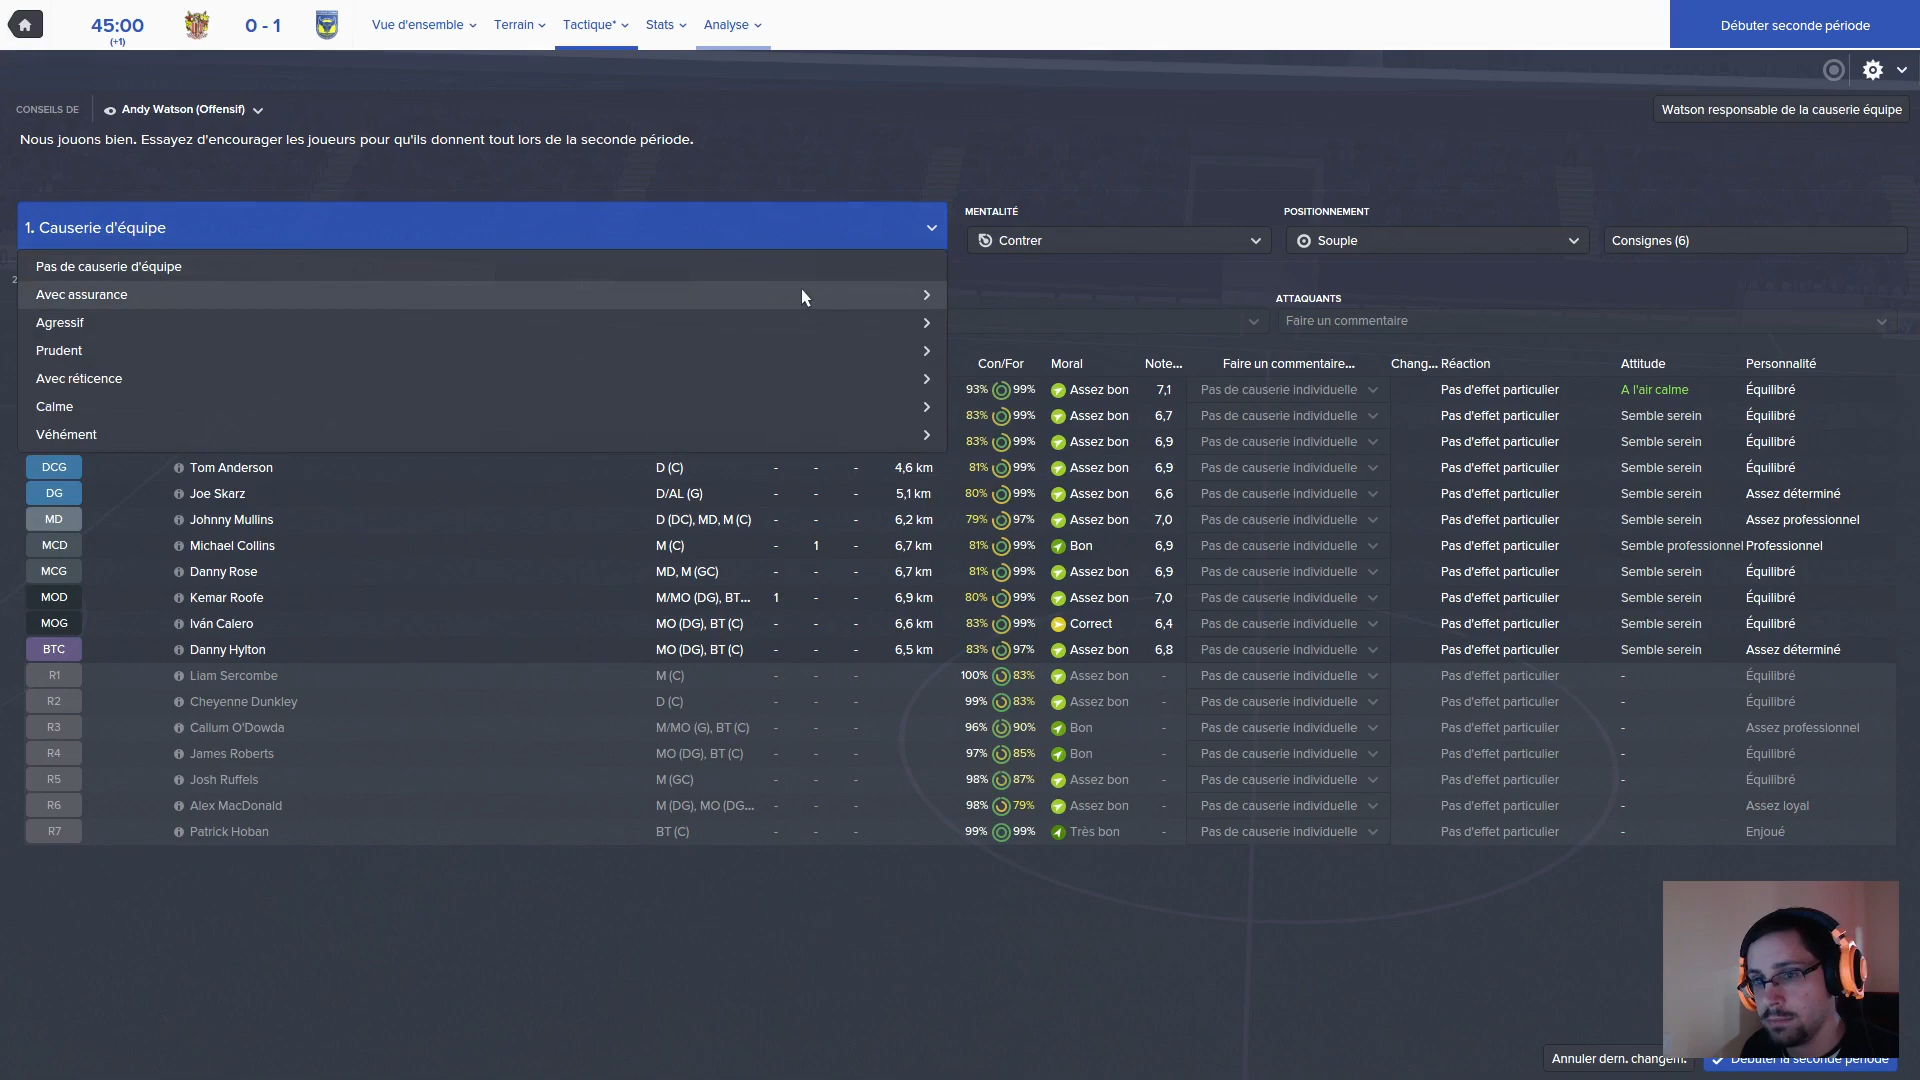 45:00
(+1)
0 - 1
Vue d'ensemble
Terrain
Tactique*
Stats
Analyse
Débuter seconde période
CONSEILS DE
Andy Watson (Offensif)
Watson responsable de la causerie équipe
Nous jouons bien. Essayez d'encourager les joueurs pour qu'ils donnent tout lors de la seconde période.
1. Causerie d'équipe
MENTALITÉ
POSITIONNEMENT
Contrer
Souple
Consignes (6)
Pas de causerie d'équipe
Avec assurance
Agressif
Prudent
Avec réticence
Calme
Véhément
2
ATTAQUANTS
Faire un commentaire
Con/For Moral Note... Faire un commentaire... Chang... Réaction Attitude Personnalité
93% 99% Assez bon 7,1 Pas de causerie individuelle Pas d'effet particulier A l'air calme Équilibré
83% 99% Assez bon 6,7 Pas de causerie individuelle Pas d'effet particulier Semble serein Équilibré
83% 99% Assez bon 6,9 Pas de causerie individuelle Pas d'effet particulier Semble serein Équilibré
DCG Tom Anderson D (C) - - - 4,6 km 81% 99% Assez bon 6,9 Pas de causerie individuelle Pas d'effet particulier Semble serein Équilibré
DG Joe Skarz D/AL (G) - - - 5,1 km 80% 99% Assez bon 6,6 Pas de causerie individuelle Pas d'effet particulier Semble serein Assez déterminé
MD Johnny Mullins D (DC), MD, M (C) - - - 6,2 km 79% 97% Assez bon 7,0 Pas de causerie individuelle Pas d'effet particulier Semble serein Assez professionnel
MCD Michael Collins M (C) - 1 - 6,7 km 81% 99% Bon 6,9 Pas de causerie individuelle Pas d'effet particulier Semble professionnel Professionnel
MCG Danny Rose MD, M (GC) - - - 6,7 km 81% 99% Assez bon 6,9 Pas de causerie individuelle Pas d'effet particulier Semble serein Équilibré
MOD Kemar Roofe M/MO (DG), BT... 1 - - 6,9 km 80% 99% Assez bon 7,0 Pas de causerie individuelle Pas d'effet particulier Semble serein Équilibré
MOG Iván Calero MO (DG), BT (C) - - - 6,6 km 83% 99% Correct 6,4 Pas de causerie individuelle Pas d'effet particulier Semble serein Équilibré
BTC Danny Hylton MO (DG), BT (C) - - - 6,5 km 83% 97% Assez bon 6,8 Pas de causerie individuelle Pas d'effet particulier Semble serein Assez déterminé
R1 Liam Sercombe M (C) - - - 100% 83% Assez bon - Pas de causerie individuelle Pas d'effet particulier - Équilibré
R2 Cheyenne Dunkley D (C) - - - 99% 83% Assez bon - Pas de causerie individuelle Pas d'effet particulier - Équilibré
R3 Callum O'Dowda M/MO (G), BT (C) - - - 96% 90% Bon - Pas de causerie individuelle Pas d'effet particulier - Assez professionnel
R4 James Roberts MO (DG), BT (C) - - - 97% 85% Bon - Pas de causerie individuelle Pas d'effet particulier - Équilibré
R5 Josh Ruffels M (GC) - - - 98% 87% Assez bon - Pas de causerie individuelle Pas d'effet particulier - Équilibré
R6 Alex MacDonald M (DG), MO (DG... - - - 98% 79% Assez bon - Pas de causerie individuelle Pas d'effet particulier - Assez loyal
R7 Patrick Hoban BT (C) - - - 99% 99% Très bon - Pas de causerie individuelle Pas d'effet particulier - Enjoué
Annuler dern. changem.
Débuter la seconde période